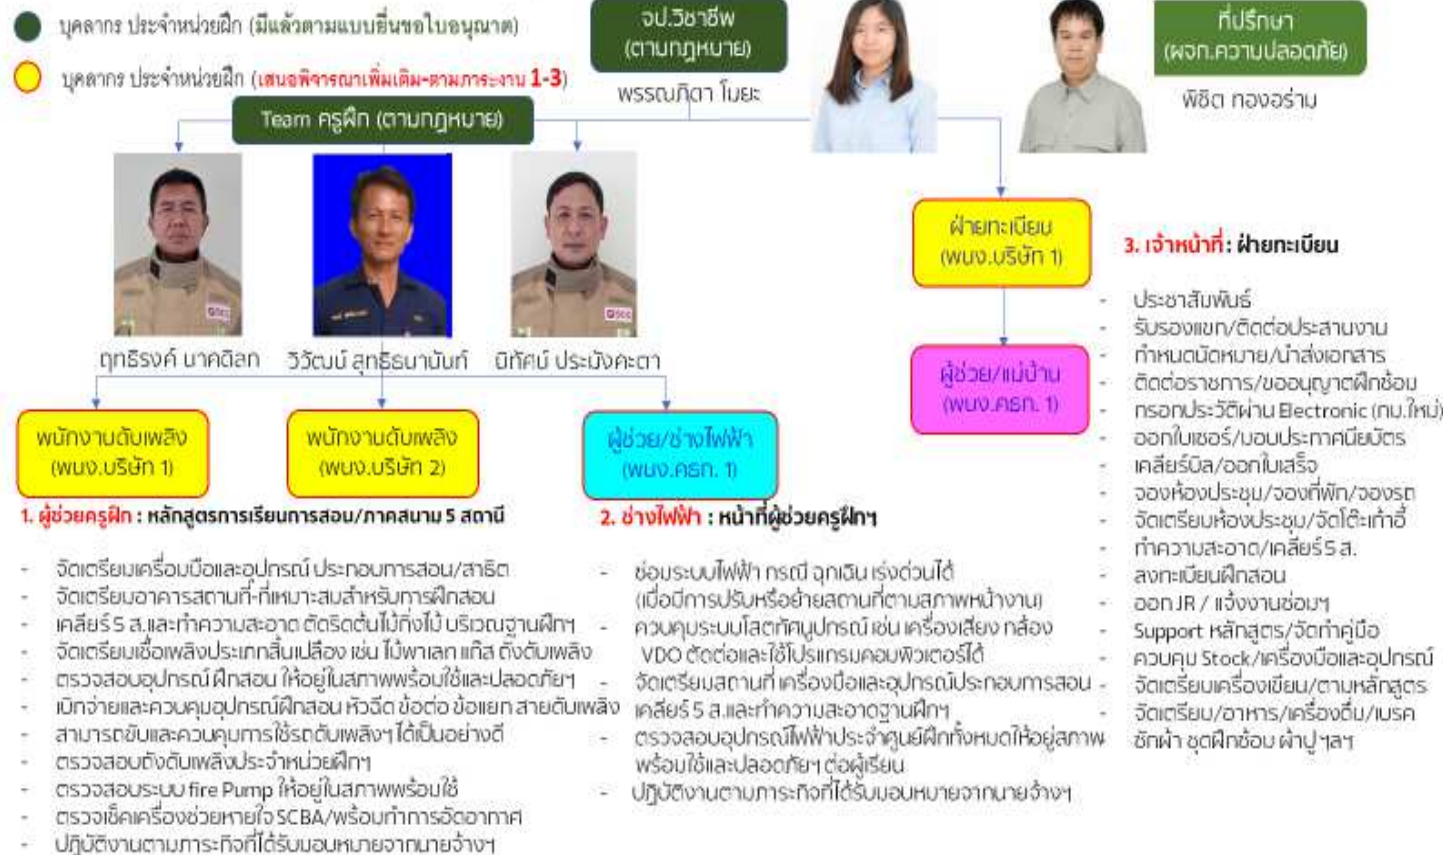 บุคลากร ประจำหน่วยฝึก (มีแล้วตามแบบยื่นขอใบอนุญาต)
บุคลากร ประจำหน่วยฝึก (เสนอพิจารณาเพิ่มเติม-ตามภาระงาน 1-3)
จป.วิชาชีพ
(ตามกฎหมาย)
พรรณภิดา โมยะ
ที่ปรึกษา
(ผจก.ความปลอดภัย)
พิชิต ทองอร่าม
Team ครูฝึก (ตามกฎหมาย)
ฤทธิรงค์ นาคดิลก
วิวัฒน์ สุทธิธนานันท์
นิทัศน์ ประมังคะตา
พนักงานดับเพลิง
(พนง.บริษัท 1)
พนักงานดับเพลิง
(พนง.บริษัท 2)
ผู้ช่วย/ช่างไฟฟ้า
(พนง.คธก. 1)
ฝ่ายทะเบียน
(พนง.บริษัท 1)
ผู้ช่วย/แม่บ้าน
(พนง.คธก. 1)
1. ผู้ช่วยครูฝึก : หลักสูตรการเรียนการสอน/ภาคสนาม 5 สถานี
- จัดเตรียมเครื่องมือและอุปกรณ์ ประกอบการสอน/สาธิต
- จัดเตรียมอาคารสถานที่-ที่เหมาะสมสำหรับการฝึกสอน
- เคลียร์ 5 ส.และทำความสะอาด ตัดริดต้นไม้กิ่งไม้ บริเวณฐานฝึกฯ
- จัดเตรียมเชื้อเพลิงประเภทสิ้นเปลือง เช่น ไม้พาเลท แก๊ส ถังดับเพลิง
- ตรวจสอบอุปกรณ์ฝึกสอน ให้อยู่ในสภาพพร้อมใช้และปลอดภัยฯ
- เบิกจ่ายและควบคุมอุปกรณ์ฝึกสอน หัวฉีด ข้อต่อ ข้อแยก สายดับเพลิง
- สามารถขับและควบคุมการใช้รถดับเพลิงฯ ได้เป็นอย่างดี
- ตรวจสอบถังดับเพลิงประจำหน่วยฝึกฯ
- ตรวจสอบระบบ fire Pump ให้อยู่ในสภาพพร้อมใช้
- ตรวจเช็คเครื่องช่วยหายใจ SCBA/พร้อมทำการอัดอากาศ
- ปฏิบัติงานตามภาระกิจที่ได้รับมอบหมายจากนายจ้างฯ
2. ช่างไฟฟ้า : หน้าที่ผู้ช่วยครูฝึกฯ
- ซ่อมระบบไฟฟ้า กรณี ฉุกเฉิน เร่งด่วนได้
(เมื่อมีการปรับหรือย้ายสถานที่ตามสภาพหน้างาน)
- ควบคุมระบบโสตทัศนูปกรณ์ เช่น เครื่องเสียง กล้อง
VDO ตัดต่อและใช้โปรแกรมคอมพิวเตอร์ได้
- จัดเตรียมสถานที่ เครื่องมือและอุปกรณ์ประกอบการสอน
- เคลียร์ 5 ส.และทำความสะอาดฐานฝึกฯ
- ตรวจสอบอุปกรณ์ไฟฟ้าประจำศูนย์ฝึกทั้งหมดให้อยู่สภาพ
พร้อมใช้และปลอดภัยฯ ต่อผู้เรียน
- ปฏิบัติงานตามภาระกิจที่ได้รับมอบหมายจากนายจ้างฯ
3. เจ้าหน้าที่ : ฝ่ายทะเบียน
- ประชาสัมพันธ์
- รับรองแขก/ติดต่อประสานงาน
- กำหนดนัดหมาย/นำส่งเอกสาร
- ติดต่อราชการ/ขออนุญาตฝึกซ้อม
- กรอกประวัติผ่าน Electronic (กม.ใหม่)
- ออกใบเซอร์/มอบประกาศนียบัตร
- เคลียร์บิล/ออกใบเสร็จ
- จองห้องประชุม/จองที่พัก/จองรถ
- จัดเตรียมห้องประชุม/จัดโต๊ะเก้าอี้
- ทำความสะอาด/เคลียร์ 5 ส.
- ลงทะเบียนฝึกสอน
- ออก JR / แจ้งงานซ่อมฯ
- Support หลักสูตร/จัดทำคู่มือ
- ควบคุม Stock/เครื่องมือและอุปกรณ์
- จัดเตรียมเครื่องเขียน/ตามหลักสูตร
- จัดเตรียม/อาหาร/เครื่องดื่ม/เบรค
- ซักผ้า ชุดฝึกซ้อม ผ้าปู ฯลฯ